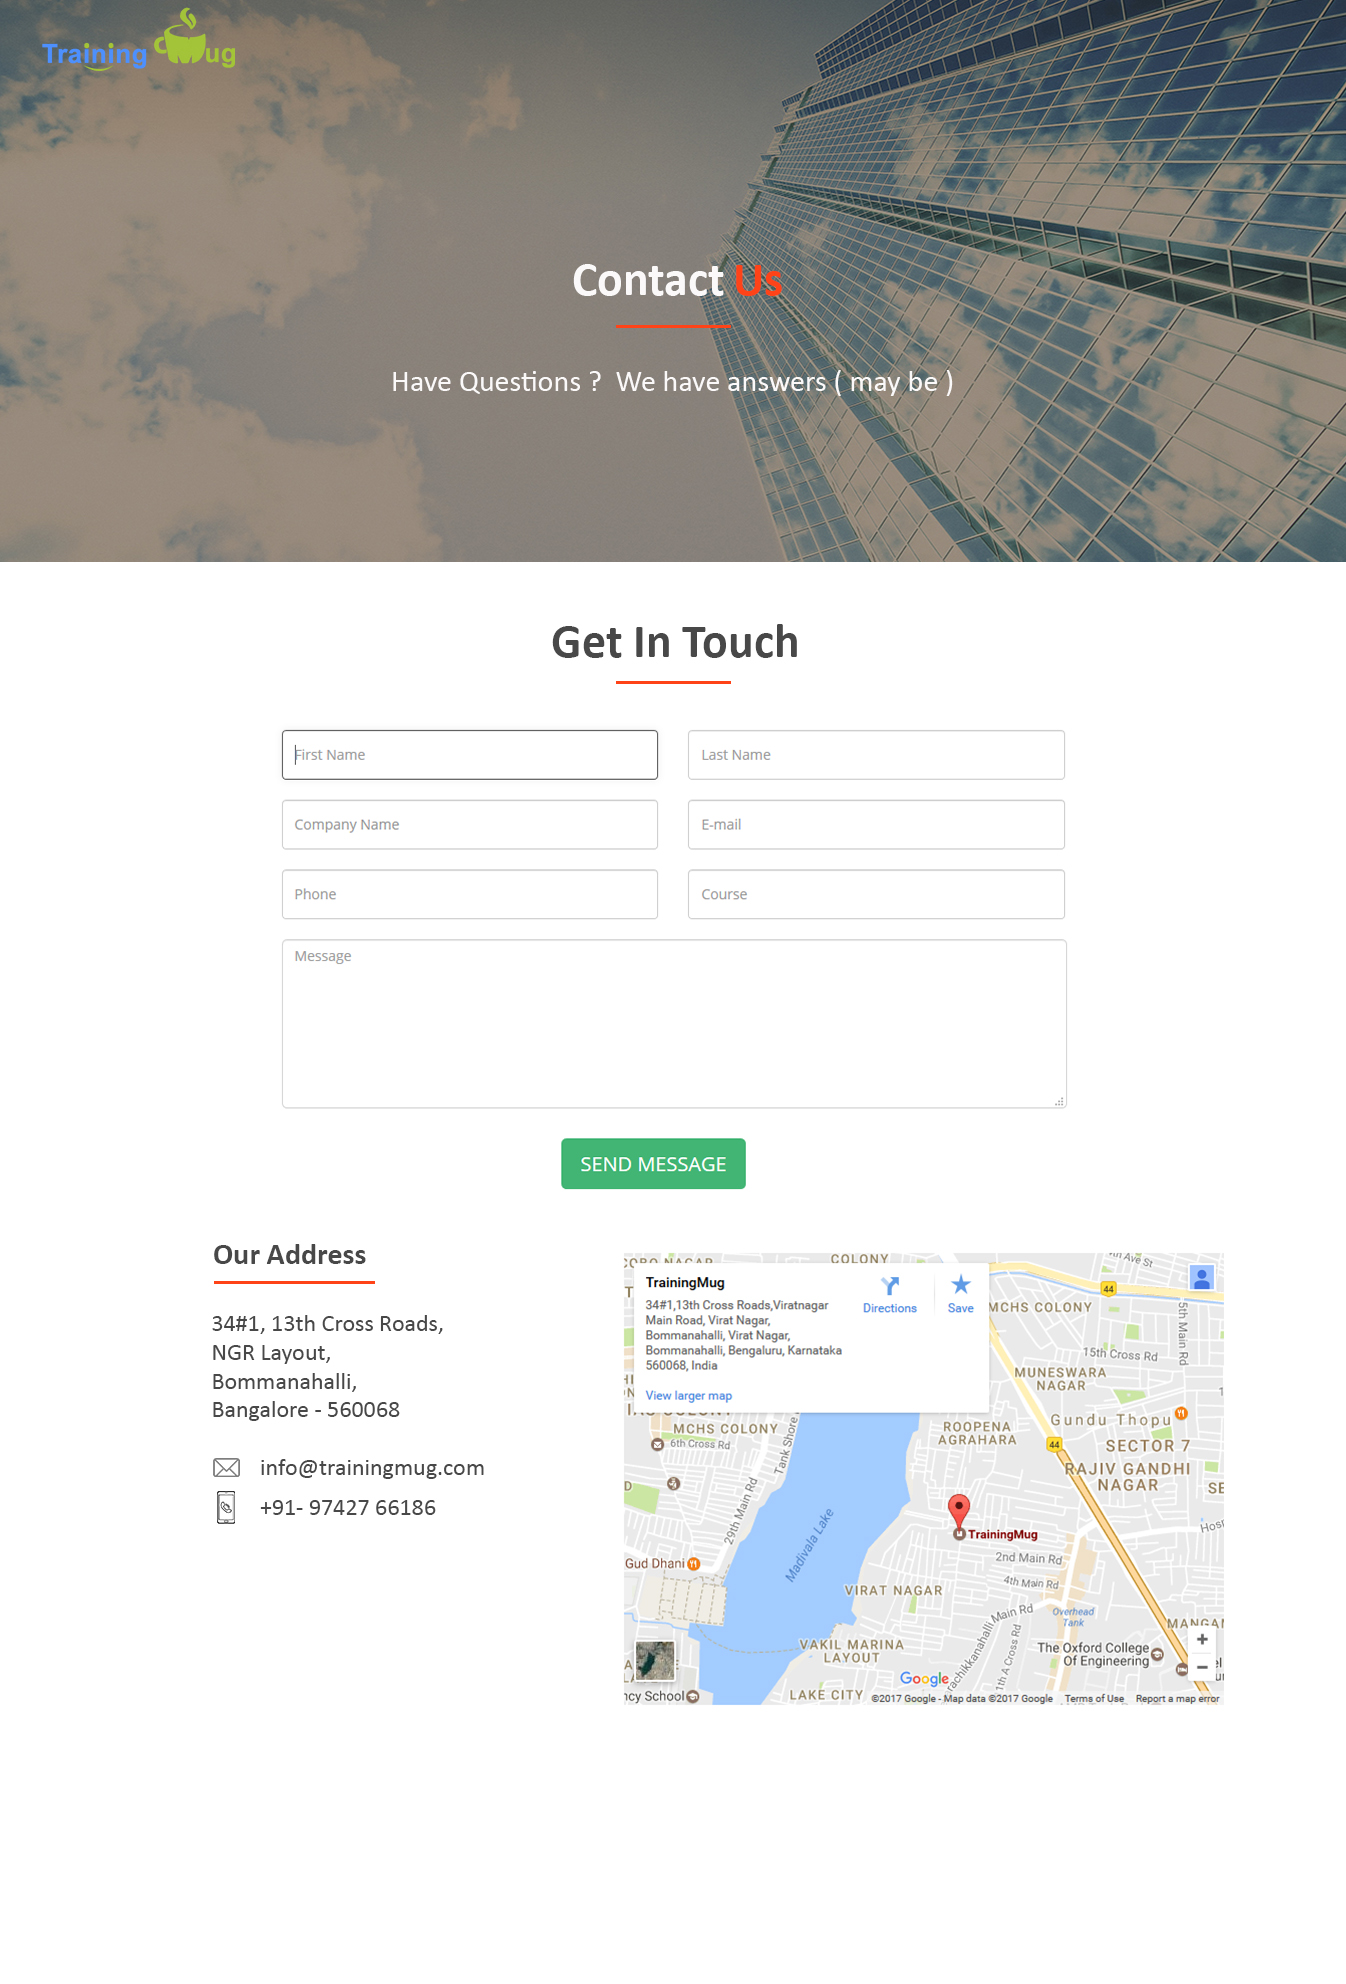 Training Mug
Contact Us
Have Questions ? We have answers ( may be )
Get In Touch
First Name
Last Name
Company Name
E-mail
Phone
Course
Message
SEND MESSAGE
Our Address
34#1, 13th Cross Roads,
NGR Layout,
Bommanahalli,
Bangalore - 560068
info@trainingmug.com
+91- 97427 66186
COLONY
TrainingMug
34#1,13th Cross Roads,Viratnagar
Main Road, Virat Nagar,
Bommanahalli, Virat Nagar,
Bommanahalli, Bengaluru, Karnataka
560068, India
View larger map
Directions
Save
44
MCHS COLONY
5th Main Rd
15th Cross Rd
MUNESWARA
NAGAR
Gundu Thopu
MCHS COLONY
6th Cross Rd
Tank Shore
ROOPENA
AGRAHARA
44
SECTOR 7
RAJIV GANDHI
NAGAR
29th Main Rd
Madivala Lake
TrainingMug
Gud Dhani
2nd Main Rd
4th Main Rd
VIRAT NAGAR
Overhead
Tank
VAKIL MARINA
LAYOUT
The Oxford College
Of Engineering
Google
LAKE CITY
©2017 Google - Map data ©2017 Google
Terms of Use
Report a map error